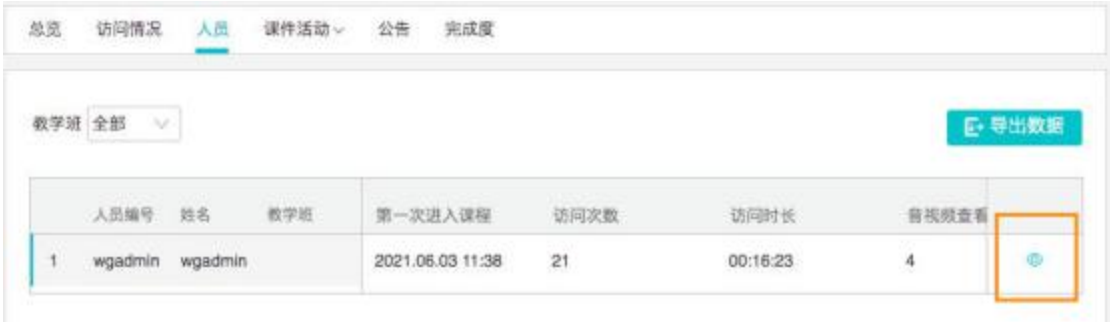 总览 访问情况 人员 课件活动 公告 完成度
教学班 全部 导出数据
人员编号 姓名 教学班 第一次进入课程 访问次数 访问时长 音视频查看
1 wgadmin wgadmin 2021.06.03 11:38 21 00:16:23 4